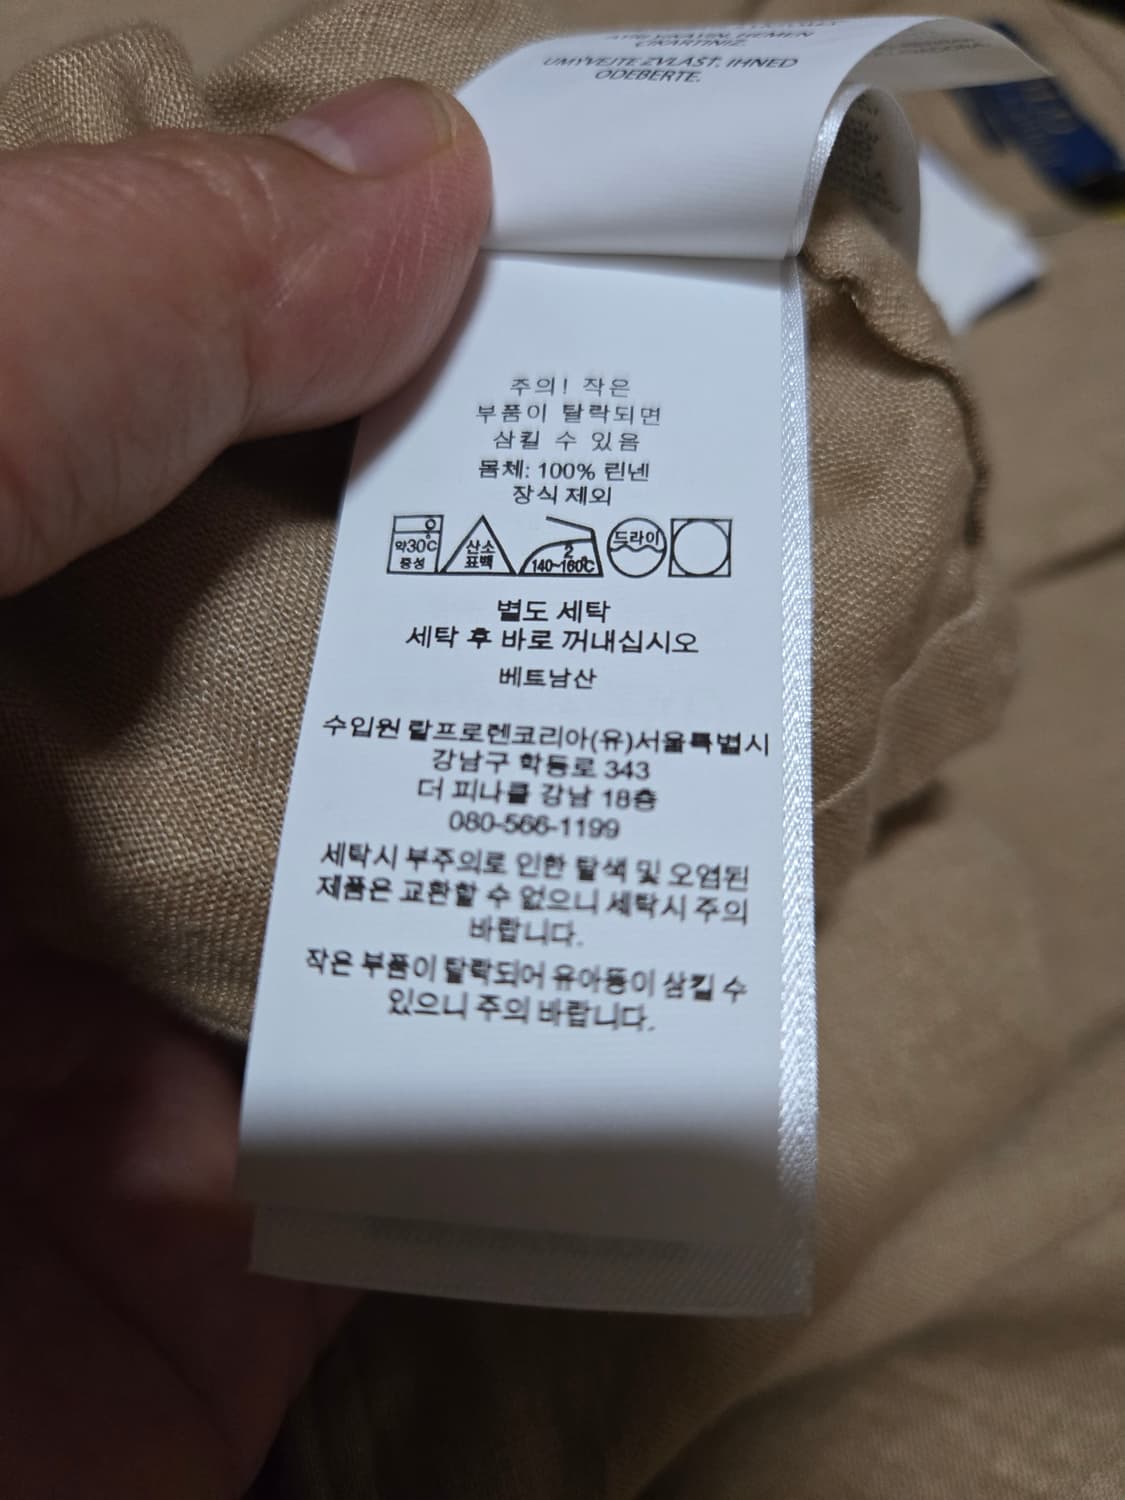 ÇIKARTINIZ.
UMYVEJTE ZVLAST, IHNED
ODEBERTE.
주의! 작은
부품이 탈락되면
삼킬 수 있음
몸체: 100% 린넨
장식 제외
약30℃
중성
산소
표백
2
140~160℃
드라이
별도 세탁
세탁 후 바로 꺼내십시오
베트남산
수입원 랄프로렌코리아(유)서울특별시
강남구 학동로 343
더 피나클 강남 18층
080-566-1199
세탁시 부주의로 인한 탈색 및 오염된
제품은 교환할 수 없으니 세탁시 주의
바랍니다.
작은 부품이 탈락되어 유아동이 삼킬 수
있으니 주의 바랍니다.